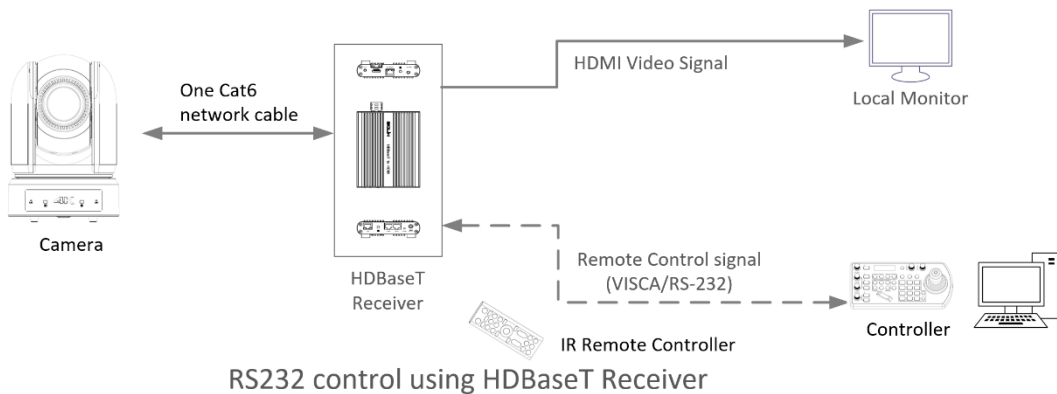 One Cat6
network cable
HDMI Video Signal
Local Monitor
Camera
HDBaseT
Receiver
Remote Control signal
(VISCA/RS-232)
Controller
IR Remote Controller
RS232 control using HDBaseT Receiver